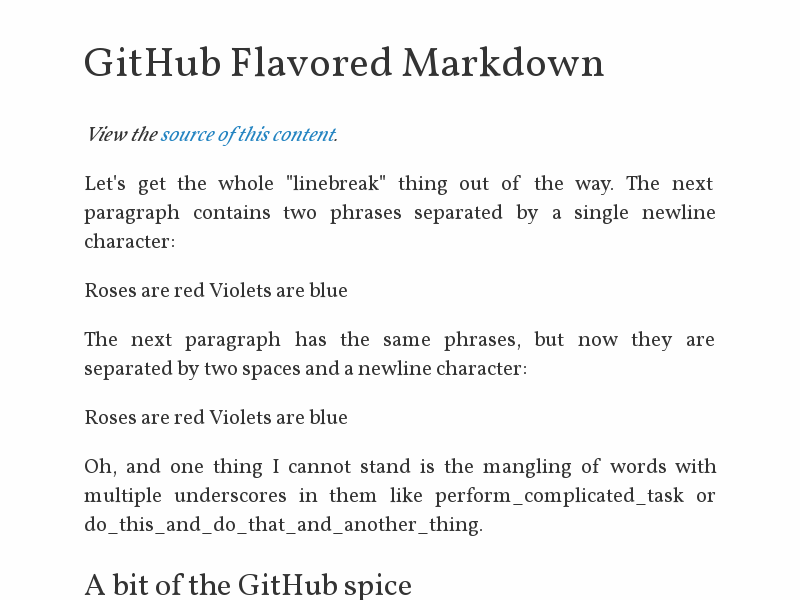 GitHub Flavored Markdown
View the source of this content.
Let's get the whole "linebreak" thing out of the way. The next
paragraph contains two phrases separated by a single newline
character:
Roses are red Violets are blue
The next paragraph has the same phrases, but now they are
separated by two spaces and a newline character:
Roses are red Violets are blue
Oh, and one thing I cannot stand is the mangling of words with
multiple underscores in them like perform_complicated_task or
do_this_and_do_that_and_another_thing.
A bit of the GitHub spice